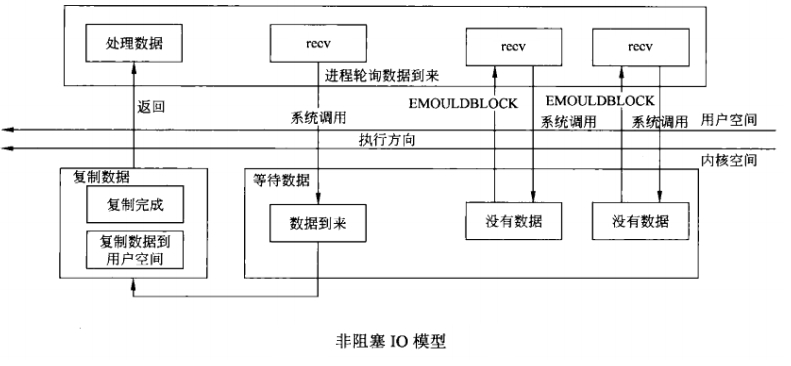 处理数据
recv
recv
recv
进程轮询数据到来
返回
系统调用
EMOULDBLOCK
EMOULDBLOCK
系统调用
系统调用
用户空间
执行方向
内核空间
复制数据
等待数据
复制完成
数据到来
没有数据
没有数据
复制数据到
用户空间
非阻塞 IO 模型